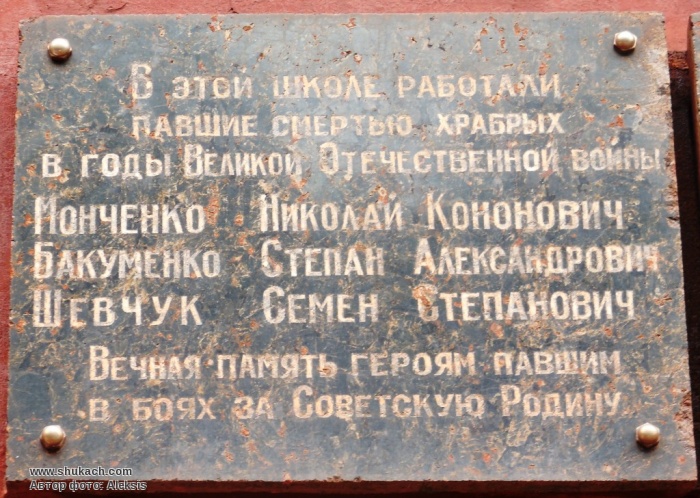 В этой школе работали
павшие смертью храбрых
в годы Великой Отечественной войны
Монченко Николай Кононович
Бакуменко Степан Александрович
Шевчук Семен Степанович
Вечная память героям павшим
в боях за Советскую Родину
www.shukach.com
Автор фото: Aleksis